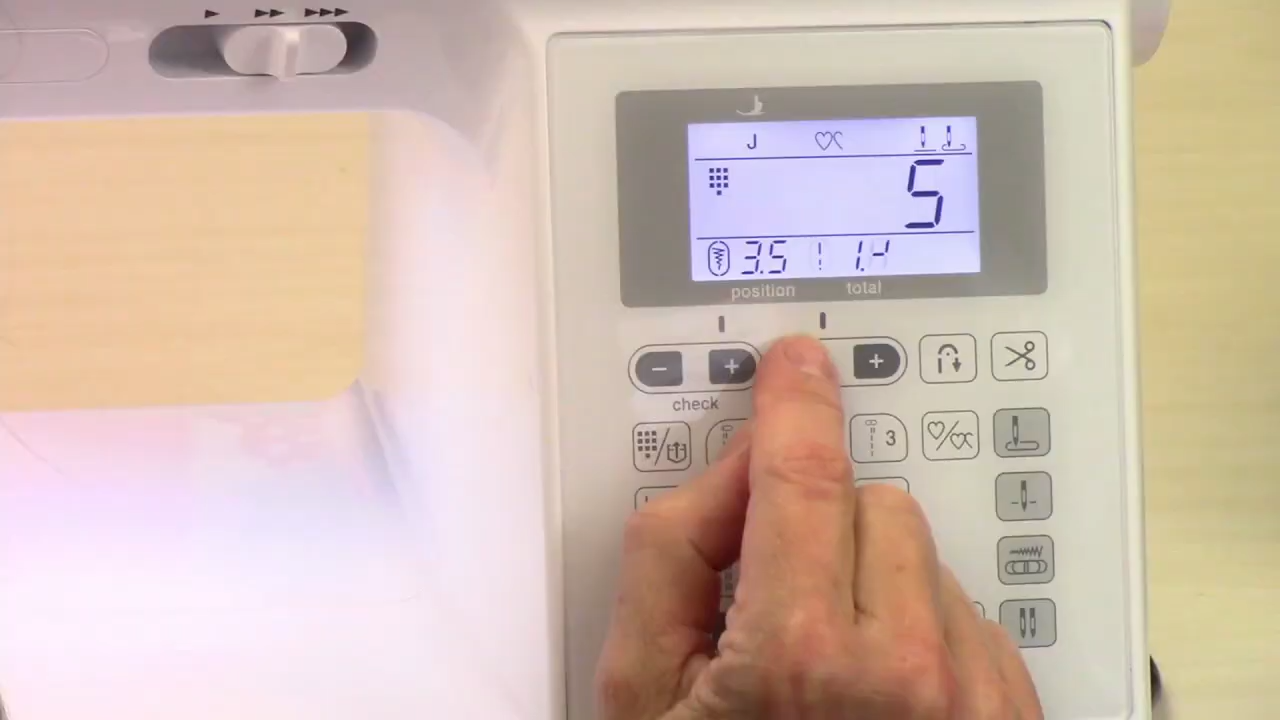 J
5
3.5 1.4
position total
- + +
check
3